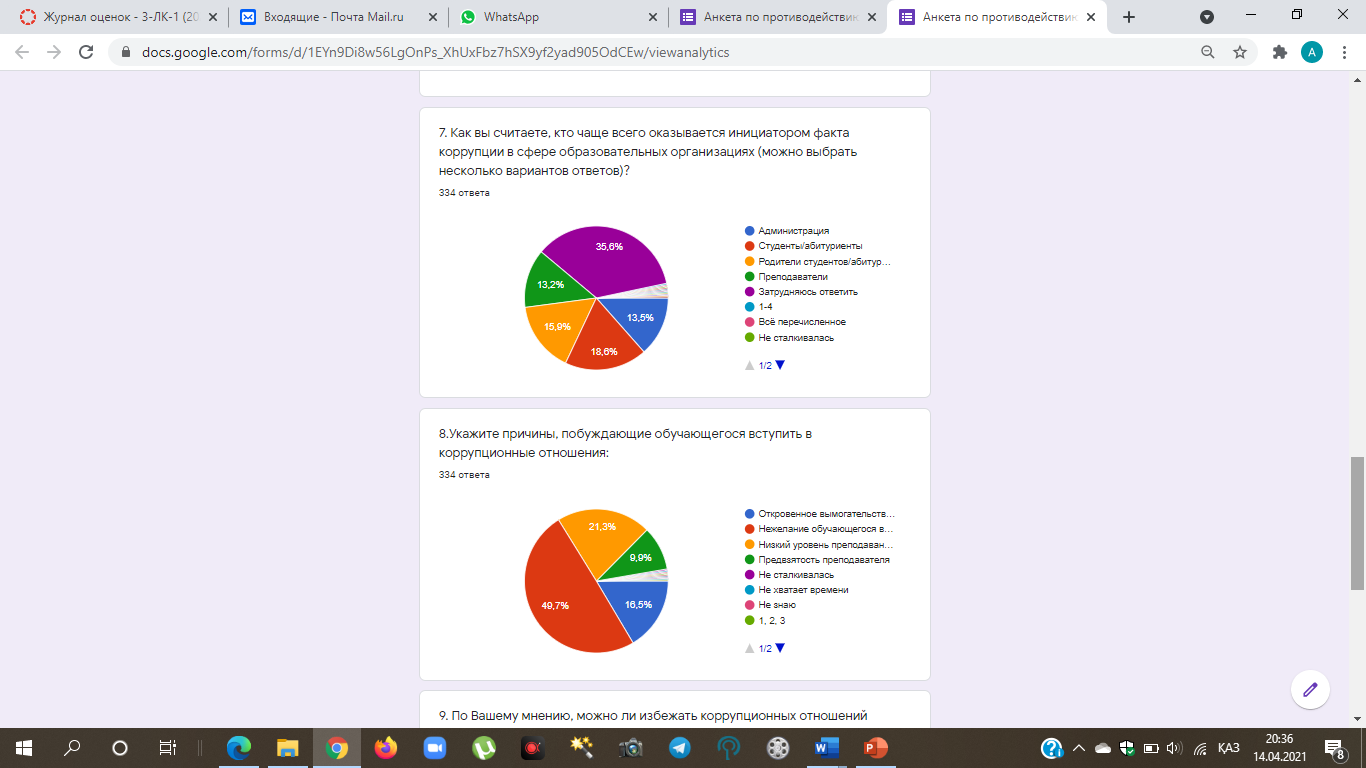 Журнал оценок - 3-ЛК-1 (20
Входящие - Почта Mail.ru
WhatsApp
Анкета по противодействию
Анкета по противодействию
docs.google.com/forms/d/1EYn9Di8w56LgOnPs_XhUxFbz7hSX9yf2yad905OdCEw/viewanalytics
A
7. Как вы считаете, кто чаще всего оказывается инициатором факта
коррупции в сфере образовательных организациях (можно выбрать
несколько вариантов ответов)?
334 ответа
35,6%
13,2%
15,9%
18,6%
13,5%
Администрация
Студенты/абитуриенты
Родители студентов/абитур…
Преподаватели
Затрудняюсь ответить
1-4
Всё перечисленное
Не сталкивалась
1/2
8.Укажите причины, побуждающие обучающегося вступить в
коррупционные отношения:
334 ответа
21,3%
9,9%
49,7%
16,5%
Откровенное вымогательств…
Нежелание обучающегося в…
Низкий уровень преподаван…
Предвзятость преподавателя
Не сталкивалась
Не хватает времени
Не знаю
1, 2, 3
1/2
9. По Вашему мнению, можно ли избежать коррупционных отношений
ҚАЗ
20:36
14.04.2021
8